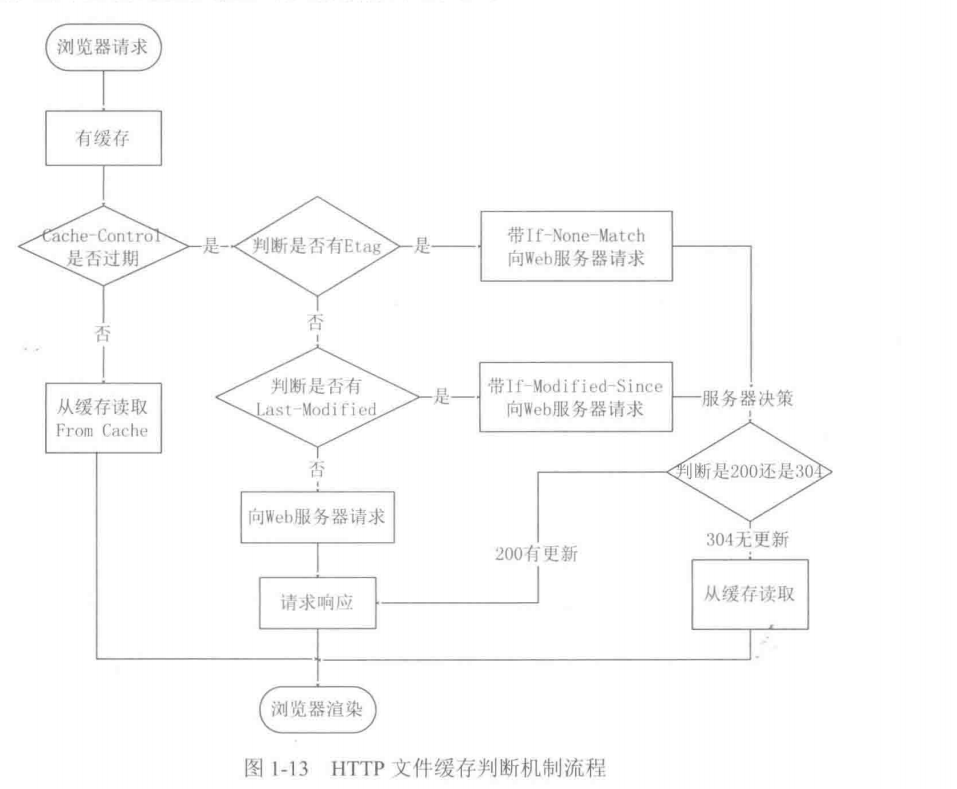 浏览器请求
有缓存
Cache-Control
是否过期
是
判断是否有Etag
是
带If-None-Match
向Web服务器请求
否
否
判断是否有
Last-Modified
是
带If-Modified-Since
向Web服务器请求
服务器决策
从缓存读取
From Cache
判断是200还是304
否
向Web服务器请求
200有更新
304无更新
请求响应
从缓存读取
浏览器渲染
图 1-13 HTTP 文件缓存判断机制流程